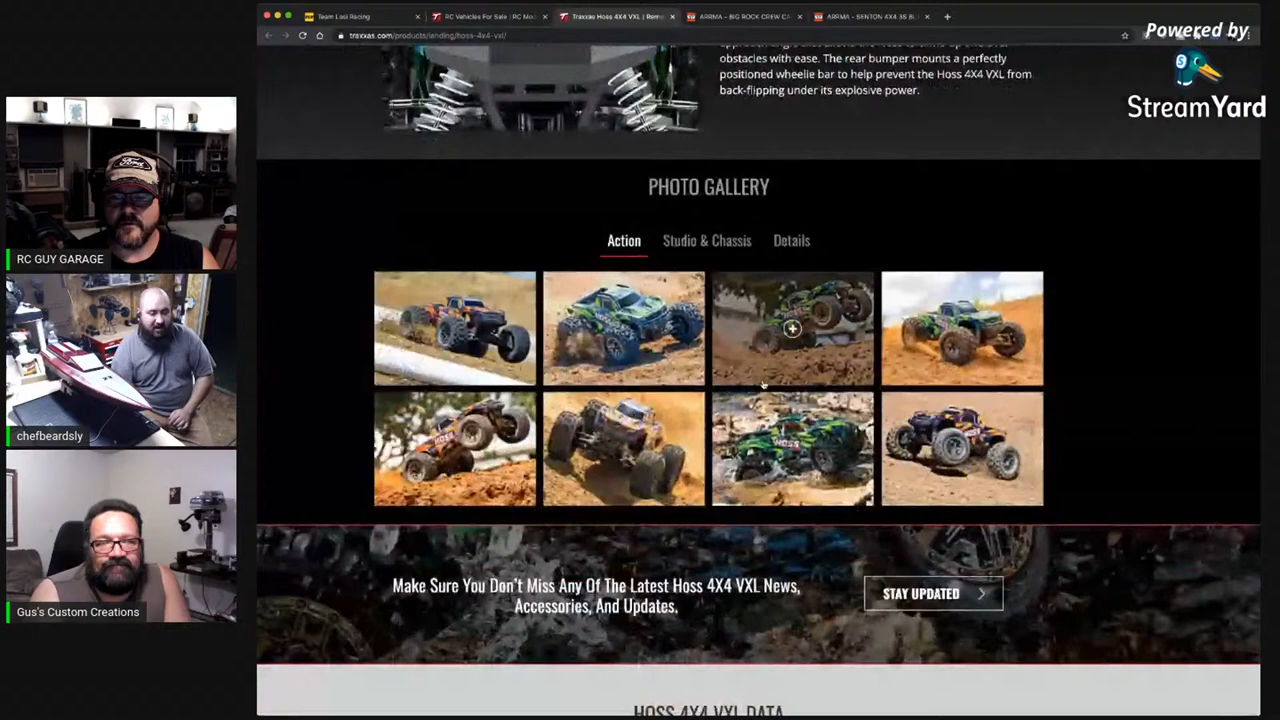 Team Losi Racing
RC Vehicles For Sale | RC Mod
Traxxas Hoss 4X4 VXL |
ARRMA - BIG ROCK CREW CA
ARRMA - SENTON 4X4 3S BL
traxxas.com/products/landing/hoss-4x4-vxl/
Powered by
StreamYard
obstacles with ease. The rear bumper mounts a perfectly
positioned wheelie bar to help prevent the Hoss 4X4 VXL from
back-flipping under its explosive power.
PHOTO GALLERY
Action
Studio & Chassis
Details
Ford
RC GUY GARAGE
chefbeardsly
Gus's Custom Creations
HOSS
Make Sure You Don't Miss Any Of The Latest Hoss 4X4 VXL News,
Accessories, And Updates.
STAY UPDATED
HOSS 4X4 VXL DATA